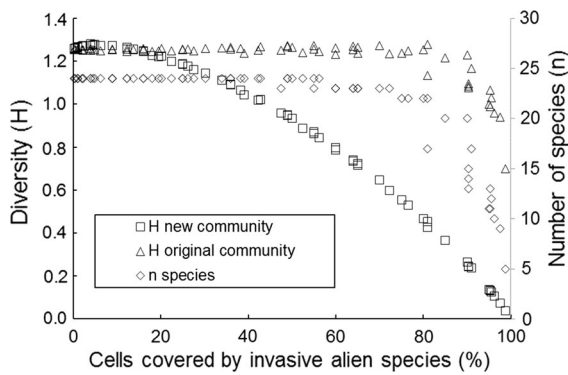 1.4
1.2
1.0
0.8
0.6
0.4
0.2
0.0
Diversity (H)
H new community
H original community
n species
0 20 40 60 80 100
Cells covered by invasive alien species (%)
30
25
20
15
10
5
0
Number of species (n)